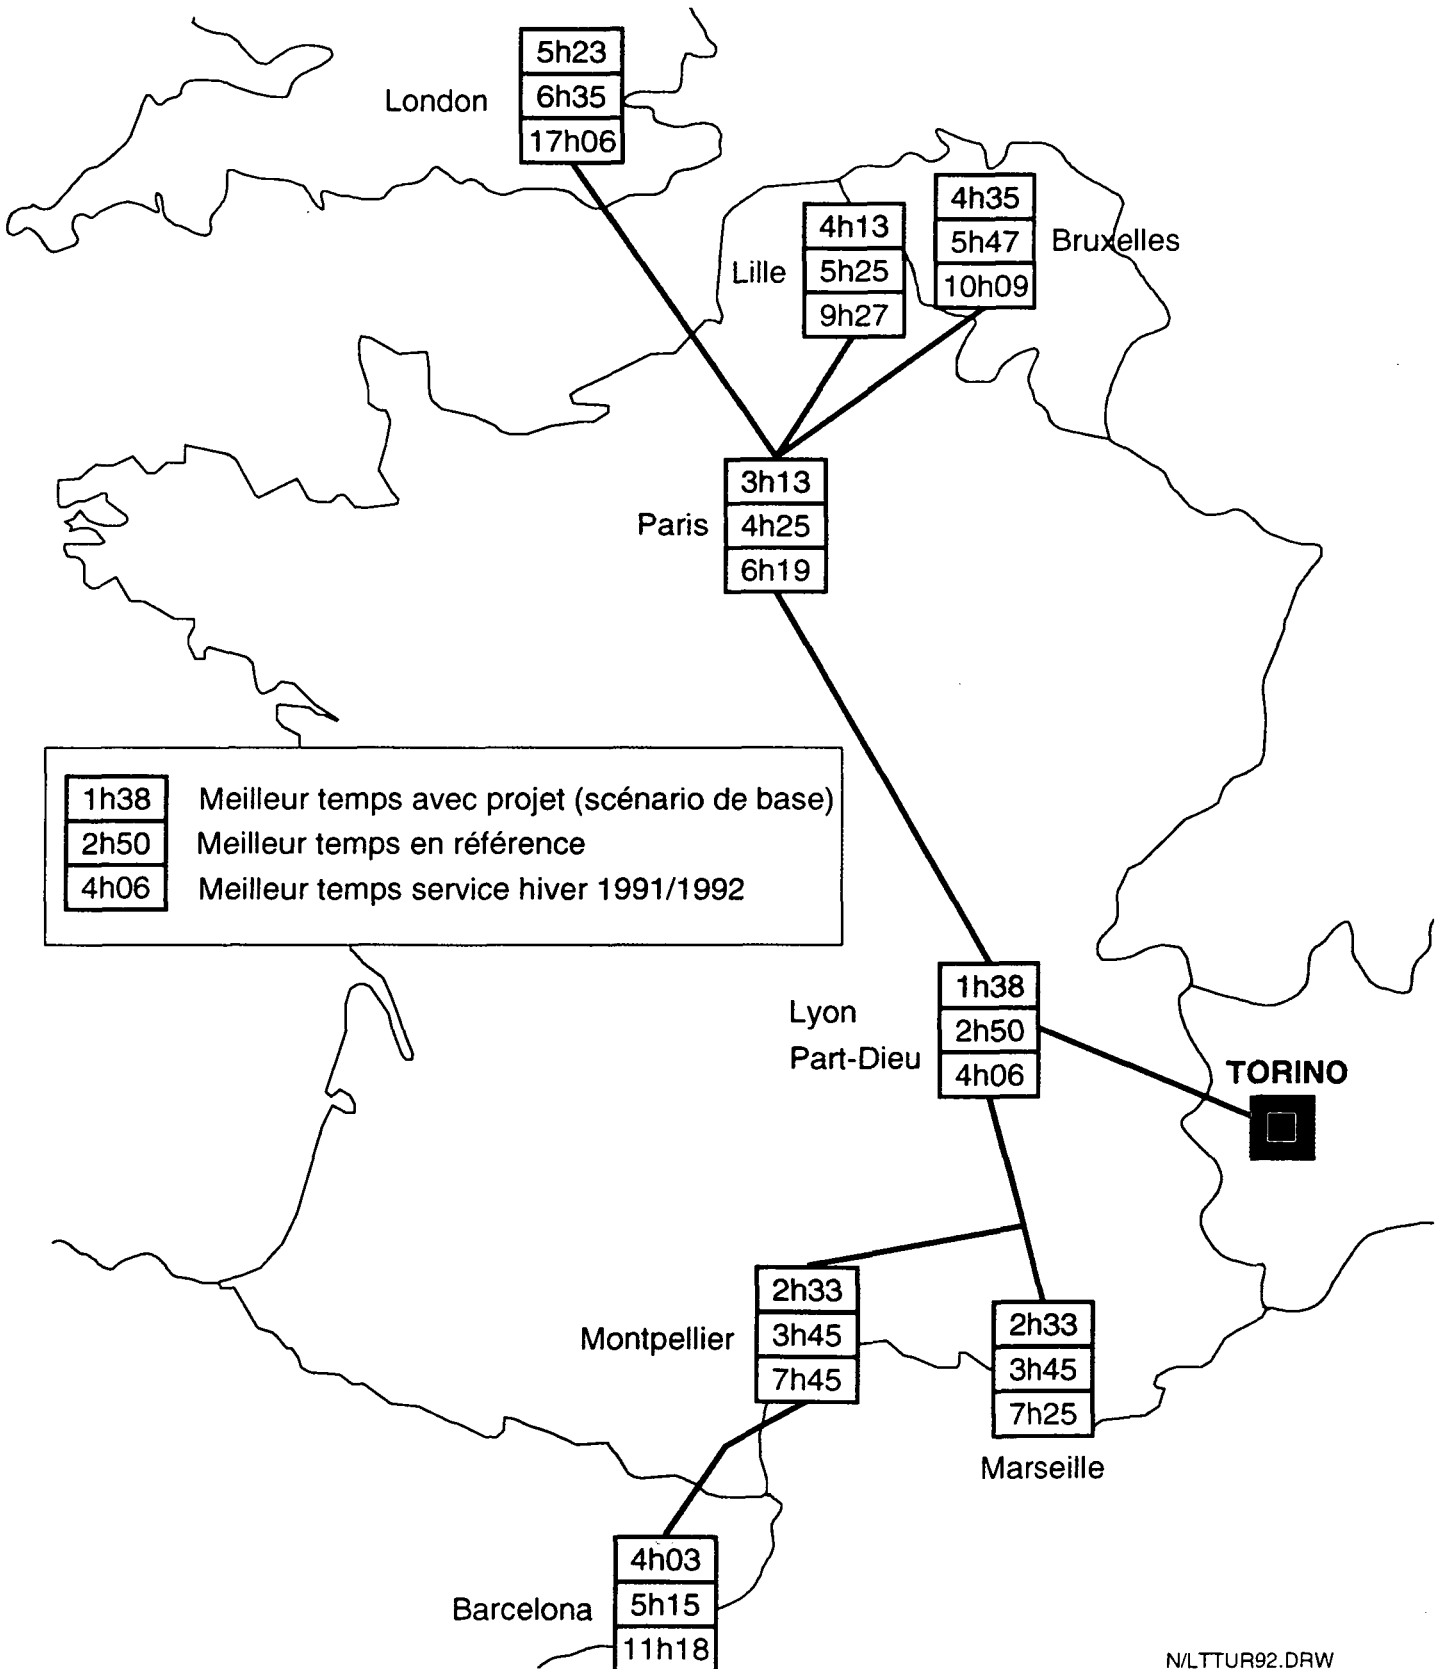 5h23
London
6h35
17h06
4h35
4h13
5h47
Bruxelles
Lille
5h25
10h09
9h27
3h13
Paris
4h25
6h19
1h38 Meilleur temps avec projet (scénario de base)
2h50 Meilleur temps en référence
4h06 Meilleur temps service hiver 1991/1992
1h38
Lyon
Part-Dieu
2h50
4h06
TORINO
2h33
Montpellier
3h45
7h45
2h33
3h45
7h25
Marseille
4h03
Barcelona
5h15
11h18
N/LTTUR92.DRW